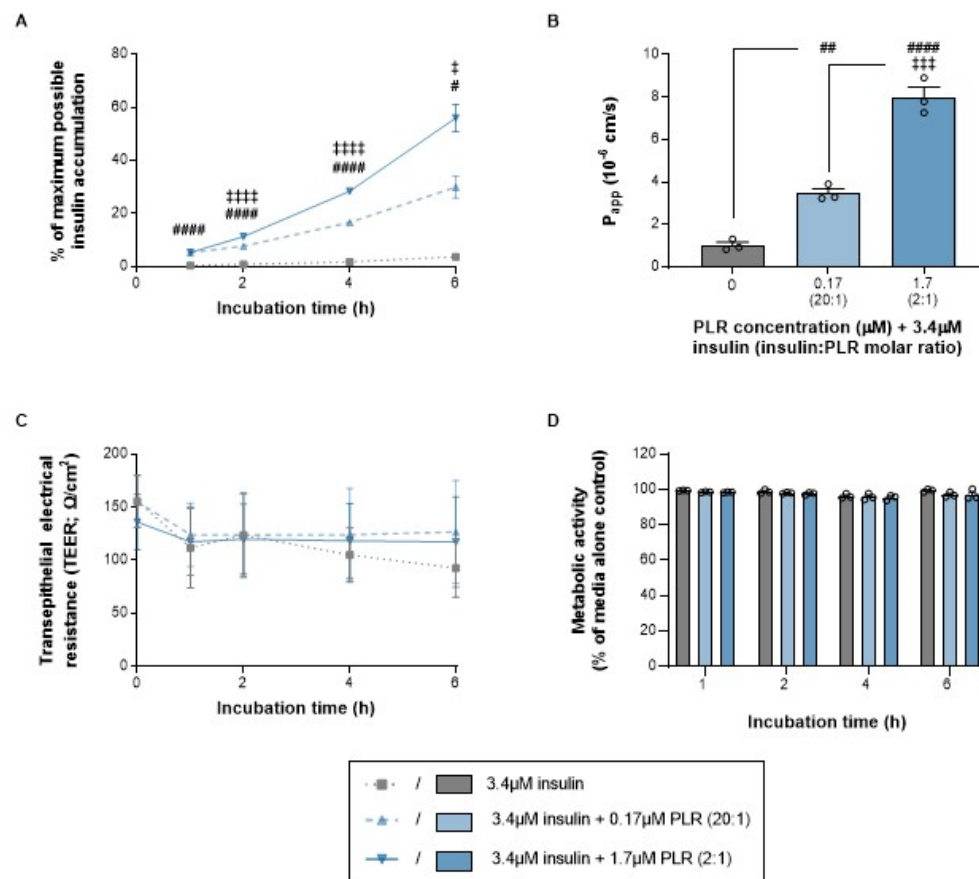 A
% of maximum possible
insulin accumulation
80
60
40
20
0
####
‡‡‡‡
####
‡‡‡‡
####
‡
#
0 2 4 6
Incubation time (h)
B
Papp (10-6 cm/s)
10
8
6
4
2
0
##
####
‡‡‡
0 0.17 1.7
(20:1) (2:1)
PLR concentration (µM) + 3.4µM
insulin (insulin:PLR molar ratio)
C
Transepithelial electrical
resistance (TEER; Ω/cm2)
200
150
100
50
0
0 2 4 6
Incubation time (h)
D
Metabolic activity
(% of media alone control)
120
100
80
60
40
20
0
1 2 4 6
Incubation time (h)
/ 3.4µM insulin
/ 3.4µM insulin + 0.17µM PLR (20:1)
/ 3.4µM insulin + 1.7µM PLR (2:1)